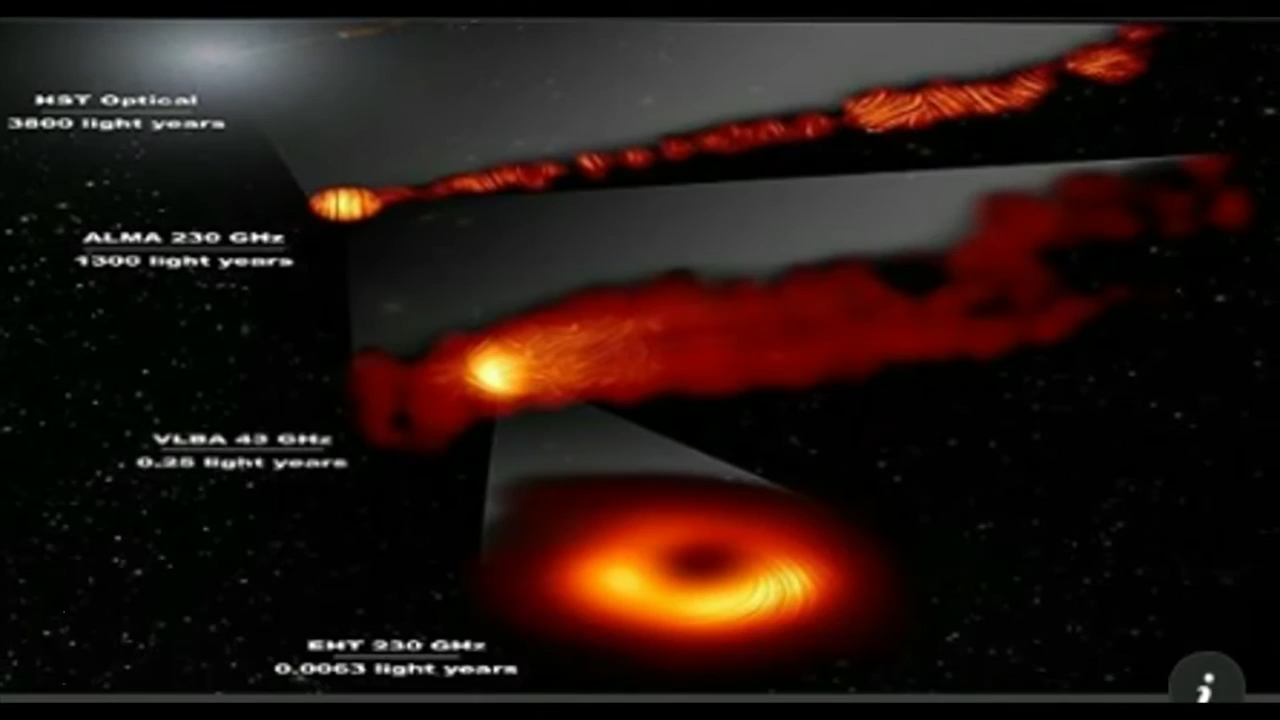 HST Optical
3800 light years
ALMA 230 GHz
1300 light years
VLBA 43 GHz
0.25 light years
EHT 230 GHz
0.0063 light years
i